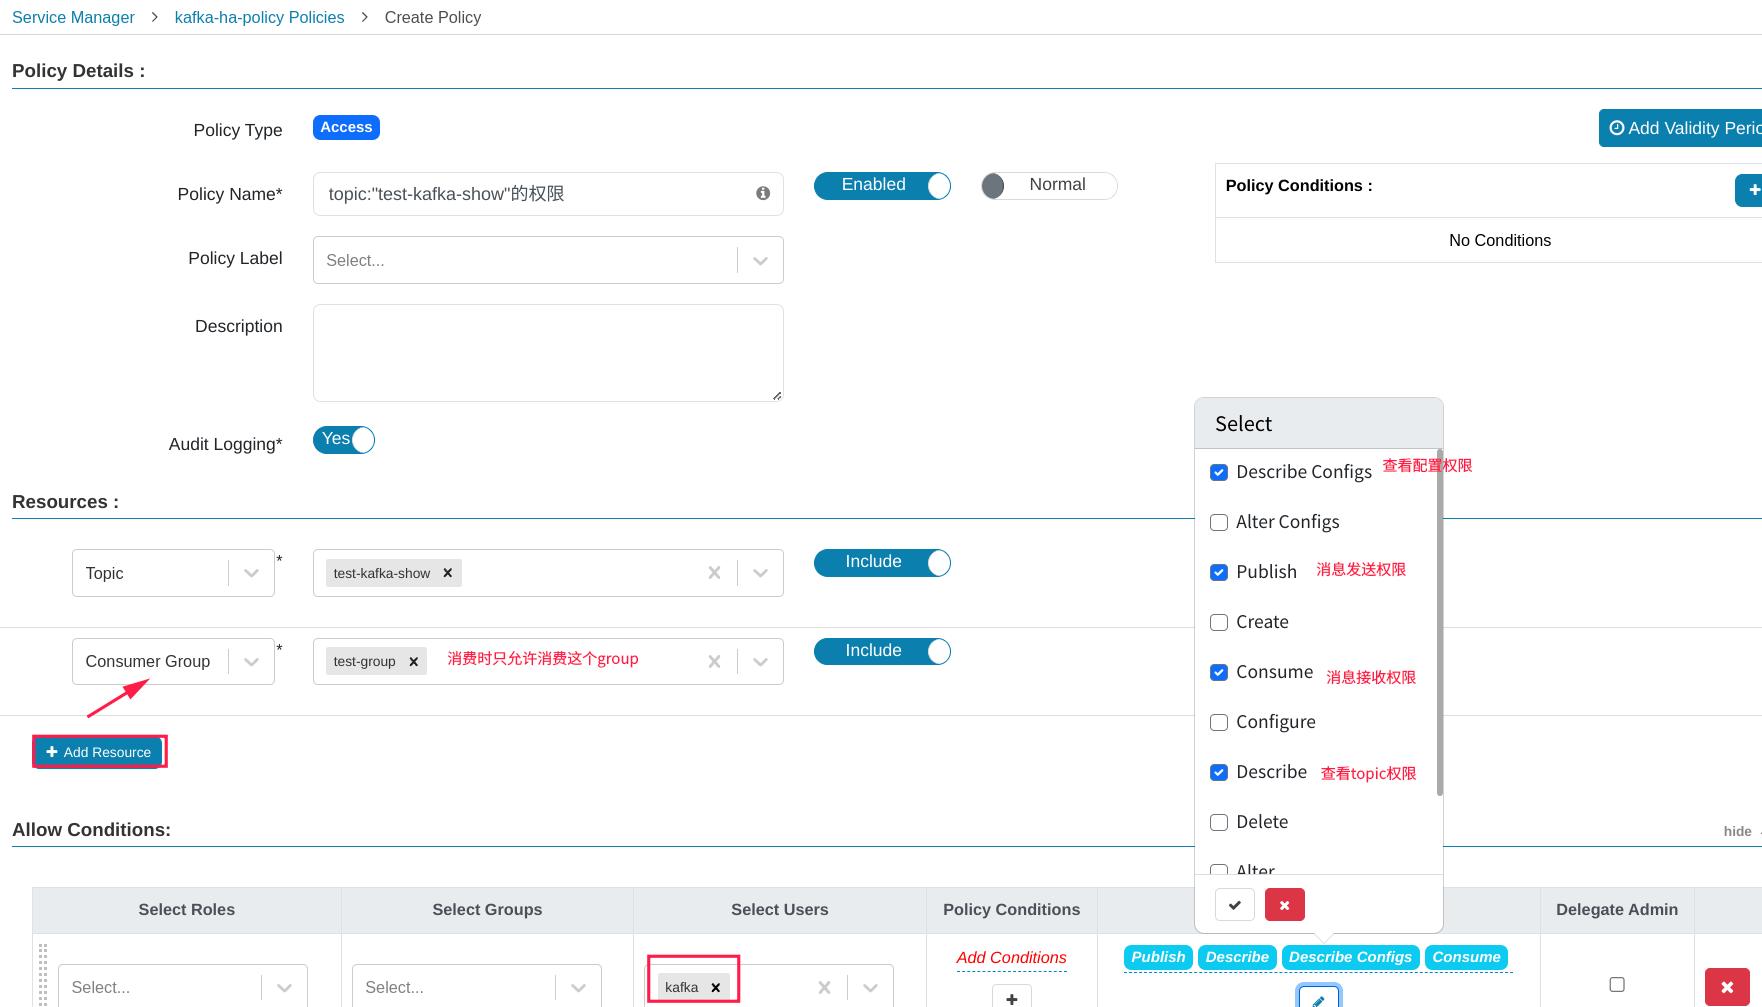 Service Manager > kafka-ha-policy Policies > Create Policy
Policy Details :
Policy Type Access
Add Validity Perio
Policy Name* topic:"test-kafka-show"的权限 Enabled Normal
Policy Conditions :
No Conditions
Policy Label Select...
Description
Audit Logging* Yes
Resources :
Topic * test-kafka-show Include
Consumer Group * test-group 消费时只允许消费这个group Include
Add Resource
Select
Describe Configs 查看配置权限
Alter Configs
Publish 消息发送权限
Create
Consume 消息接收权限
Configure
Describe 查看topic权限
Delete
Alter
Allow Conditions:
hide
Select Roles Select Groups Select Users Policy Conditions Delegate Admin
Select... Select... kafka Add Conditions Publish Describe Describe Configs Consume